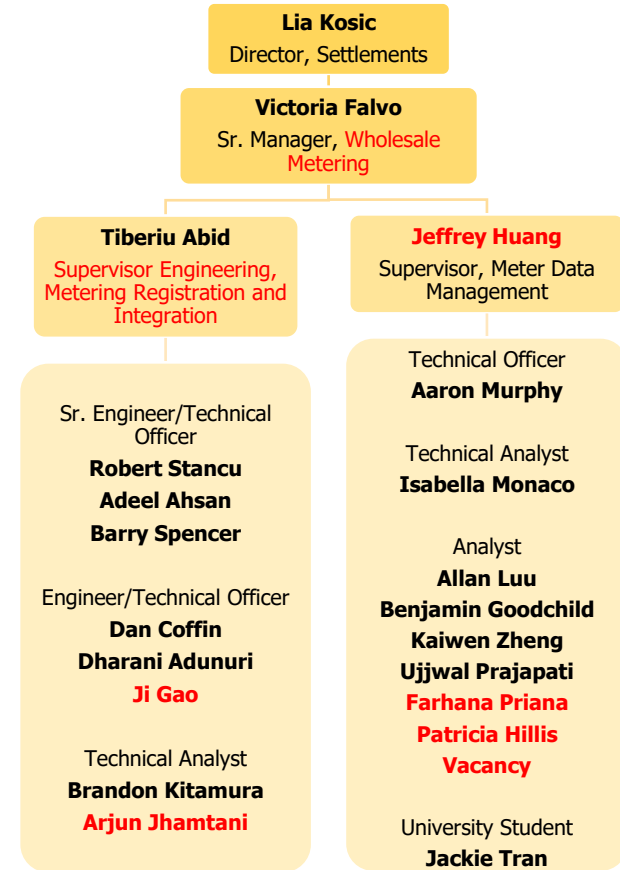 Lia Kosic
Director, Settlements
Victoria Falvo
Sr. Manager, Wholesale
Metering
Tiberiu Abid
Supervisor Engineering,
Metering Registration and
Integration
Jeffrey Huang
Supervisor, Meter Data
Management
Sr. Engineer/Technical
Officer
Robert Stancu
Adeel Ahsan
Barry Spencer
Engineer/Technical Officer
Dan Coffin
Dharani Adunuri
Ji Gao
Technical Analyst
Brandon Kitamura
Arjun Jhamtani
Technical Officer
Aaron Murphy
Technical Analyst
Isabella Monaco
Analyst
Allan Luu
Benjamin Goodchild
Kaiwen Zheng
Ujjwal Prajapati
Farhana Priana
Patricia Hillis
Vacancy
University Student
Jackie Tran